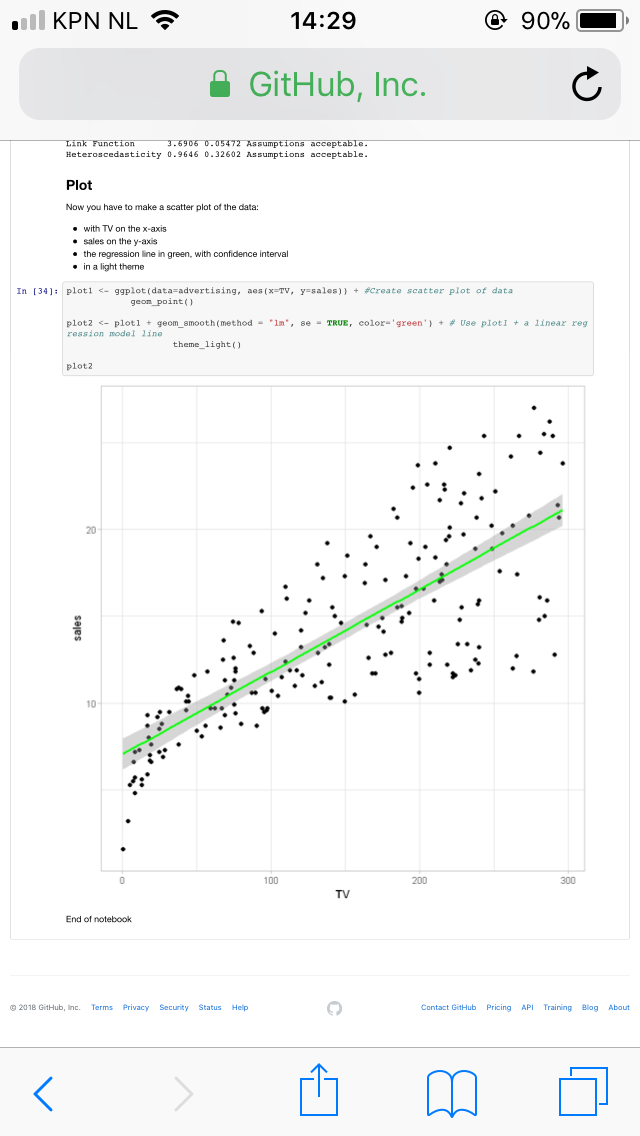 KPN NL 14:29 90%
GitHub, Inc.
Link Function 3.6906 0.05472 Assumptions acceptable.
Heteroscedasticity 0.9646 0.32602 Assumptions acceptable.
Plot
Now you have to make a scatter plot of the data:
• with TV on the x-axis
• sales on the y-axis
• the regression line in green, with confidence interval
• in a light theme
In [34]: plot1 <- ggplot(data=advertising, aes(x=TV, y=sales)) + #Create scatter plot of data
geom_point()
plot2 <- plot1 + geom_smooth(method = "lm", se = TRUE, color='green') + # Use plot1 + a linear reg
ression model line
theme_light()
plot2
20
sales
10
0 100 200 300
TV
End of notebook
© 2018 GitHub, Inc. Terms Privacy Security Status Help Contact GitHub Pricing API Training Blog About